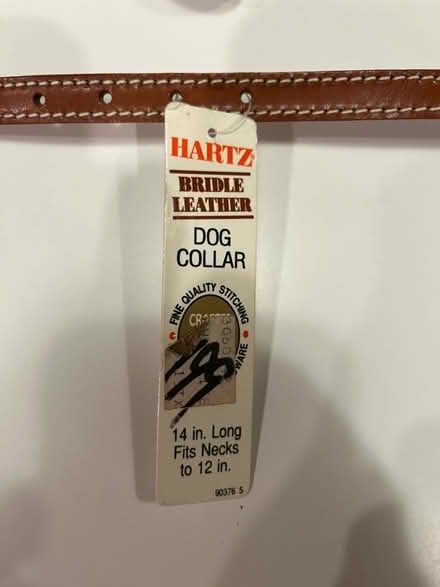 HARTZ
BRIDLE
LEATHER
DOG
COLLAR
FINE QUALITY STITCHING
14 in. Long
Fits Necks
to 12 in.
90376 5